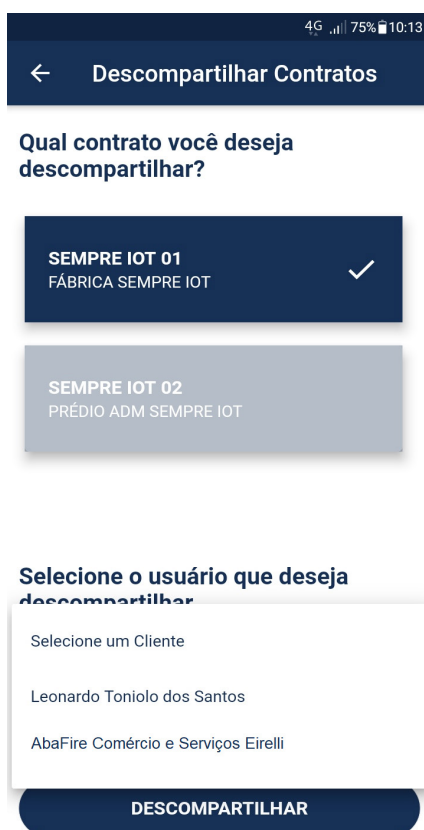 4G 75% 10:13
Descompartilhar Contratos
Qual contrato você deseja
descompartilhar?
SEMPRE IOT 01
FÁBRICA SEMPRE IOT
SEMPRE IOT 02
PRÉDIO ADM SEMPRE IOT
Selecione o usuário que deseja
descompartilhar
Selecione um Cliente
Leonardo Toniolo dos Santos
AbaFire Comércio e Serviços Eirelli
DESCOMPARTILHAR